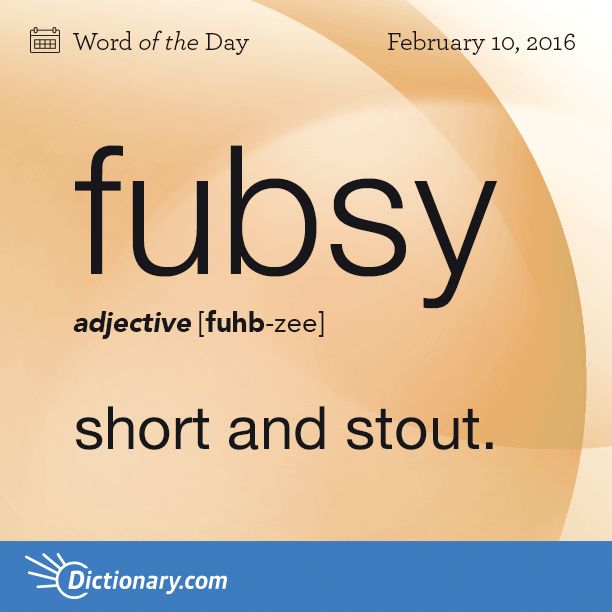 Word of the Day
February 10, 2016
fubsy
adjective [fuhb-zee]
short and stout.
Dictionary.com